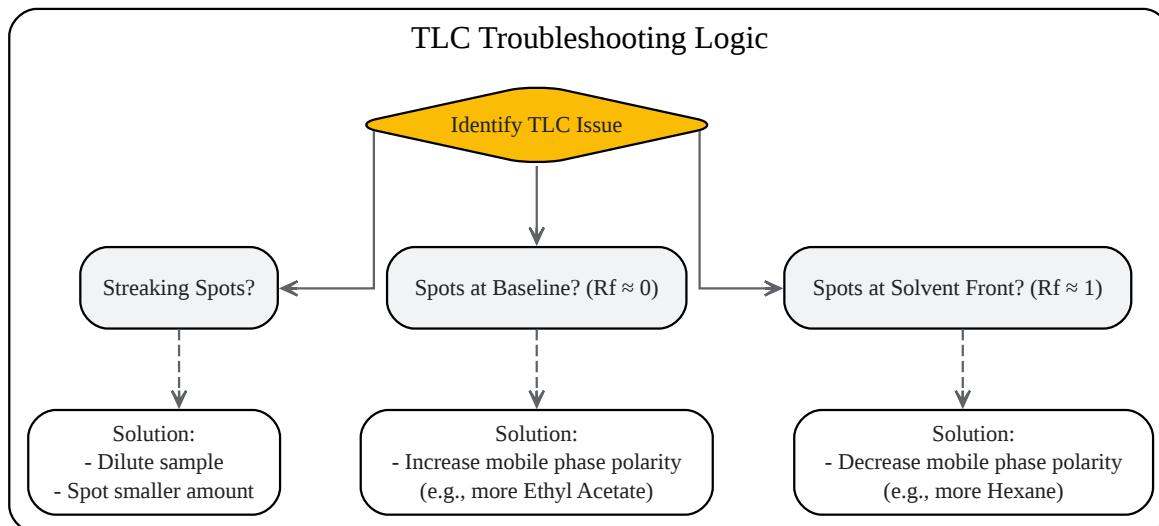 TLC Troubleshooting Logic
Identify TLC Issue
Streaking Spots?
Spots at Baseline? (Rf ≈ 0)
Spots at Solvent Front? (Rf ≈ 1)
Solution:
- Dilute sample
- Spot smaller amount
Solution:
- Increase mobile phase polarity
(e.g., more Ethyl Acetate)
Solution:
- Decrease mobile phase polarity
(e.g., more Hexane)